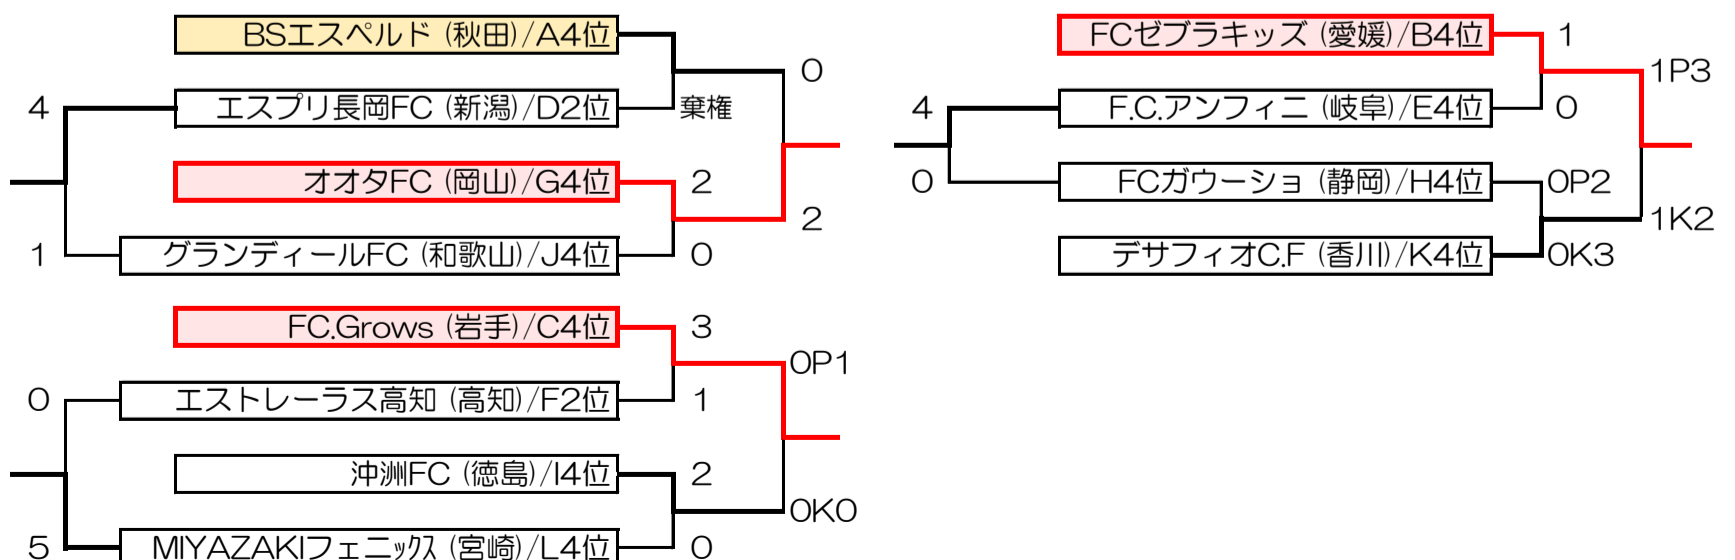 BSエスペルド (秋田)/A4位
0
4
エスプリ長岡FC (新潟)/D2位
棄権
オオタFC (岡山)/G4位
2
2
1
グランディールFC (和歌山)/J4位
0
FC.Grows (岩手)/C4位
3
0P1
0
エストレーラス高知 (高知)/F2位
1
沖洲FC (徳島)/I4位
2
0K0
5
MIYAZAKIフェニックス (宮崎)/L4位
0
FCゼブラキッズ (愛媛)/B4位
1
1P3
4
F.C.アンフィニ (岐阜)/E4位
0
0
FCガウーショ (静岡)/H4位
0P2
1K2
デサフィオC.F (香川)/K4位
0K3